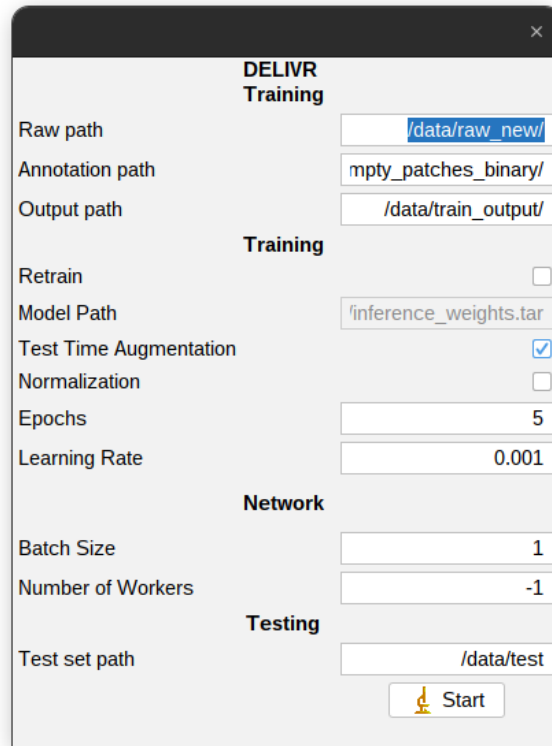 DELIVR
Training
Raw path /data/raw_new/
Annotation path mpty_patches_binary/
Output path /data/train_output/
Training
Retrain
Model Path /inference_weights.tar
Test Time Augmentation
Normalization
Epochs 5
Learning Rate 0.001
Network
Batch Size 1
Number of Workers -1
Testing
Test set path /data/test
Start